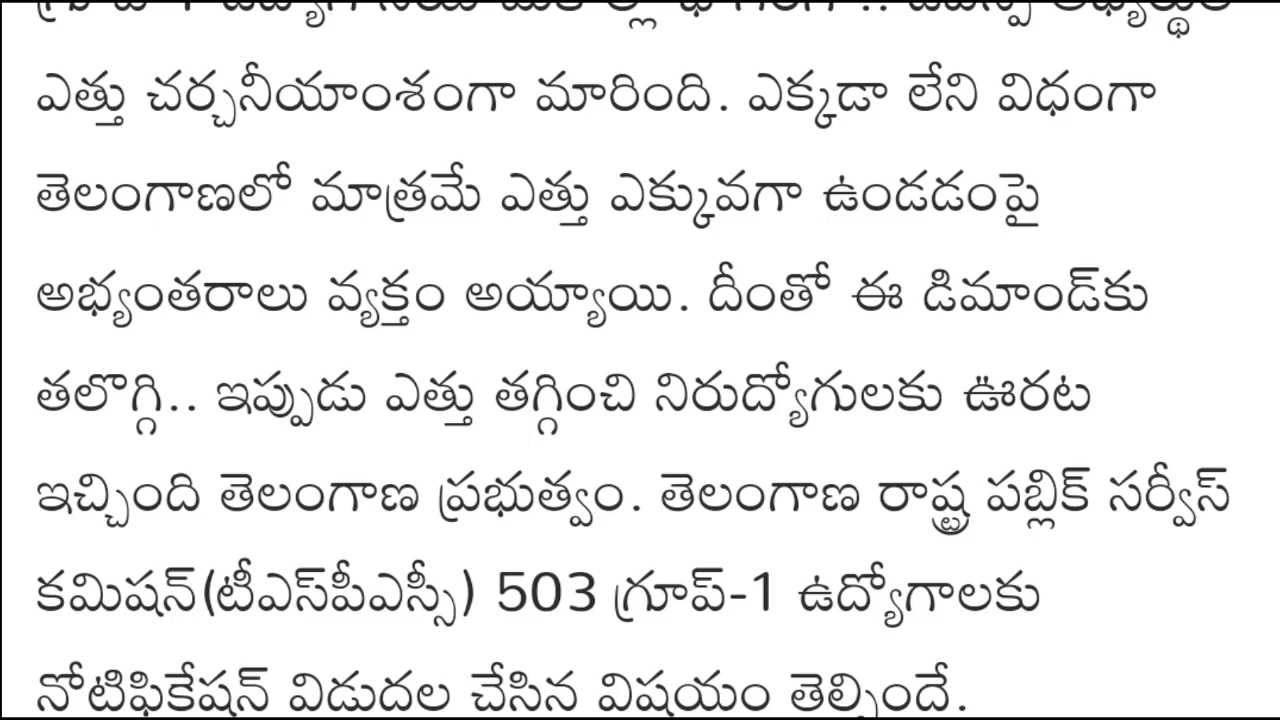 ఎత్తు చర్చనీయాంశంగా మారింది. ఎక్కడా లేని విధంగా
తెలంగాణలో మాత్రమే ఎత్తు ఎక్కువగా ఉండడంపై
అభ్యంతరాలు వ్యక్తం అయ్యాయి. దీంతో ఈ డిమాండ్‌కు
తలొగ్గి.. ఇప్పుడు ఎత్తు తగ్గించి నిరుద్యోగులకు ఊరట
ఇచ్చింది తెలంగాణ ప్రభుత్వం. తెలంగాణ రాష్ట్ర పబ్లిక్ సర్వీస్
కమిషన్(టీఎస్‌పీఎస్సీ) 503 గ్రూప్-1 ఉద్యోగాలకు
నోటిఫికేషన్ విడుదల చేసిన విషయం తెల్సిందే.